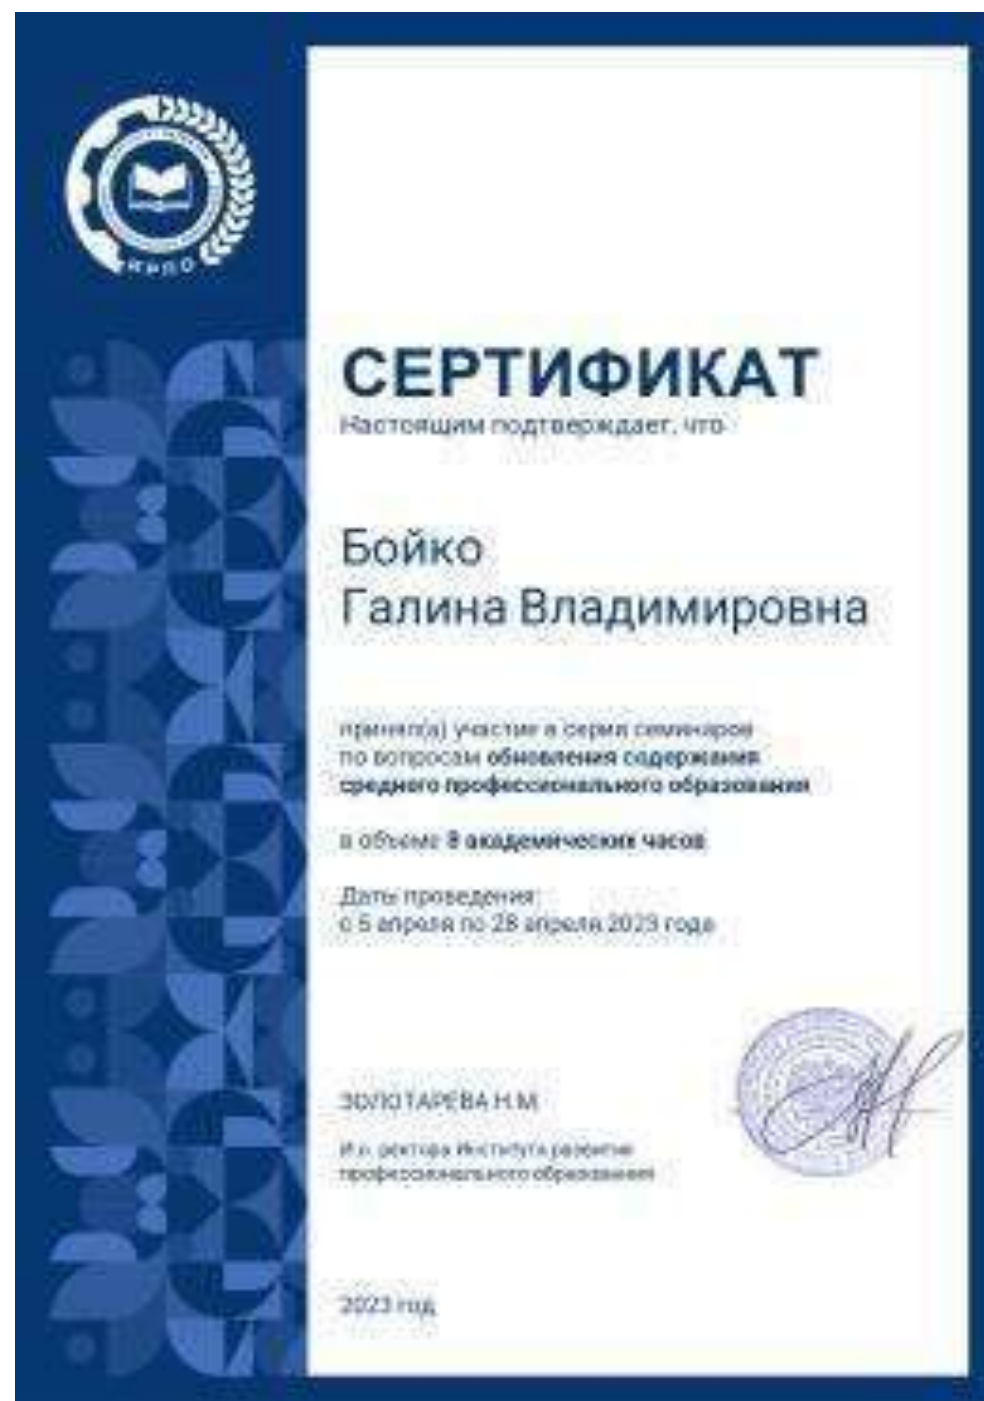 ИРПО
СЕРТИФИКАТ
Настоящим подтверждает, что
Бойко
Галина Владимировна
принял(а) участие в серии семинаров
по вопросам обновления содержания
среднего профессионального образования
в объеме 8 академических часов
Даты проведения:
с 5 апреля по 28 апреля 2023 года
ЗОЛОТАРЕВА Н.М.
И.о. ректора Института развития
профессионального образования
2023 год